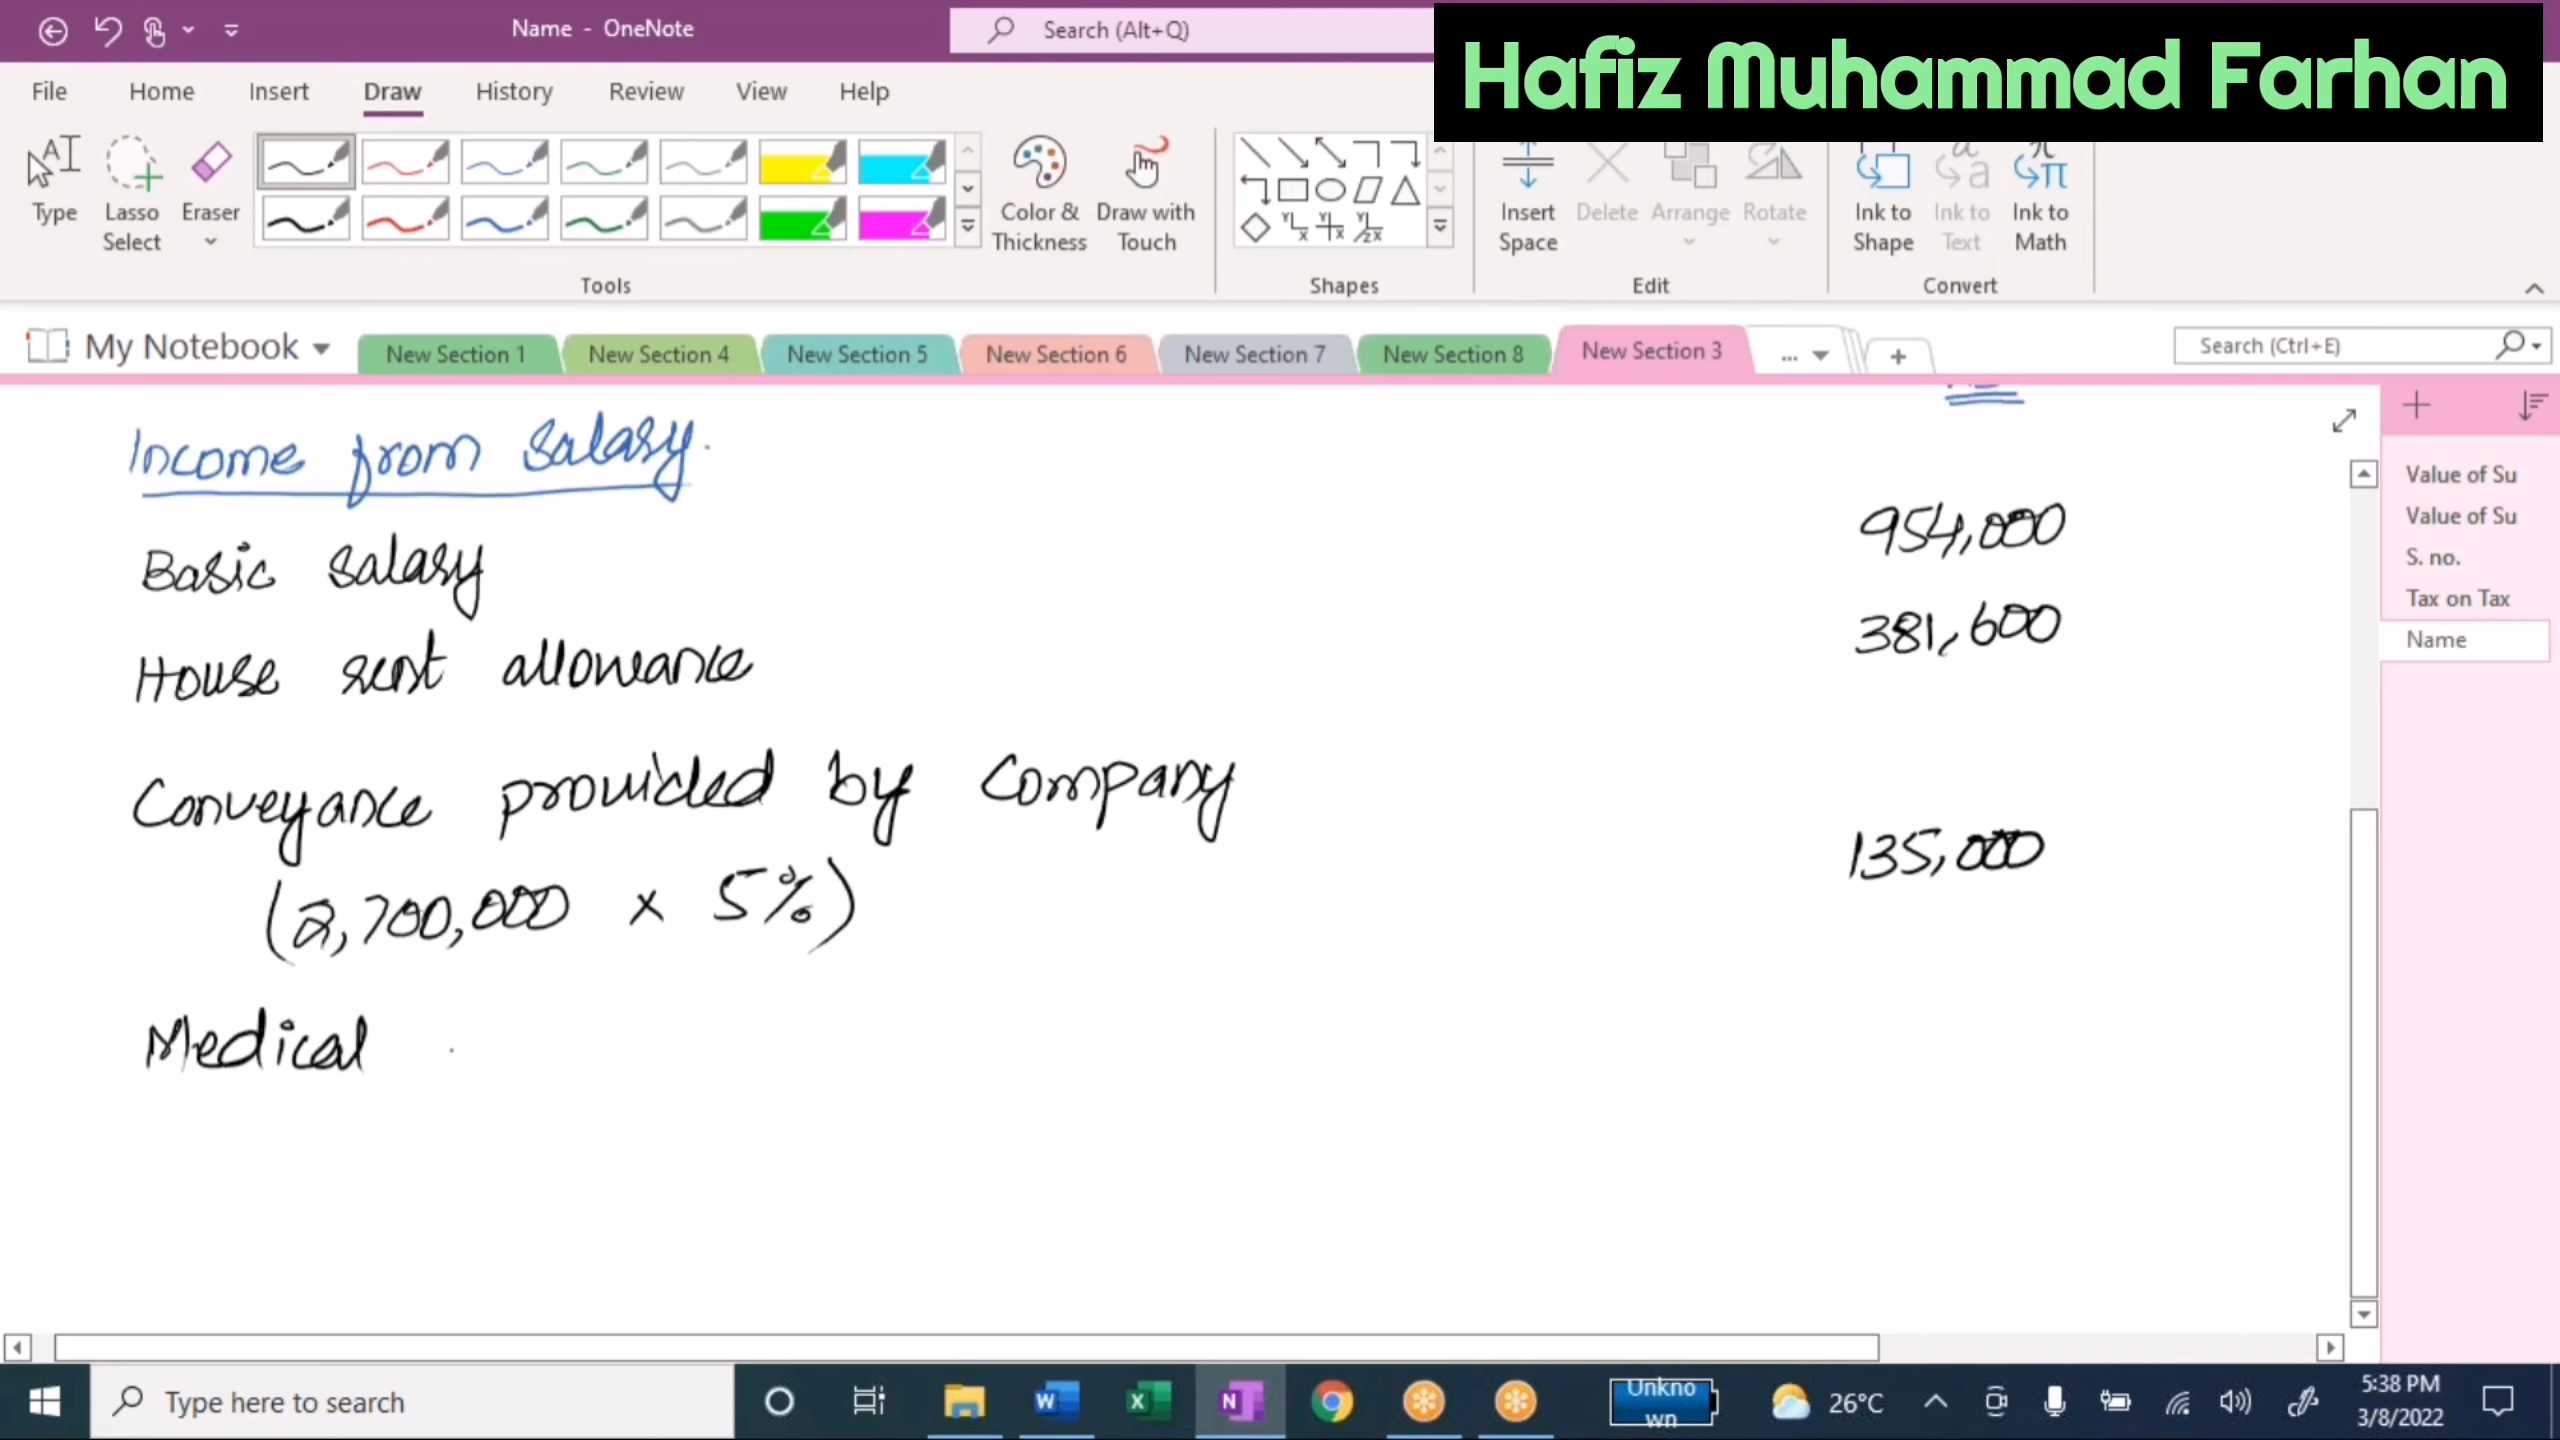 Name - OneNote
Search (Alt+Q)
Hafiz Muhammad Farhan
File Home Insert Draw History Review View Help
Type
Lasso Select
Eraser
Color & Thickness
Draw with Touch
Insert Space
Delete
Arrange
Rotate
Ink to Shape
Ink to Text
Ink to Math
Tools
Shapes
Edit
Convert
My Notebook
New Section 1
New Section 4
New Section 5
New Section 6
New Section 7
New Section 8
New Section 3
...
Search (Ctrl+E)
Value of Su
Value of Su
S. no.
Tax on Tax
Name
Income from Salary.
Basic Salary 954,000
House rent allowance 381,600
Conveyance provided by Company
(2,700,000 x 5%) 135,000
Medical
Type here to search
Unkno
wn
26°C
5:38 PM
3/8/2022